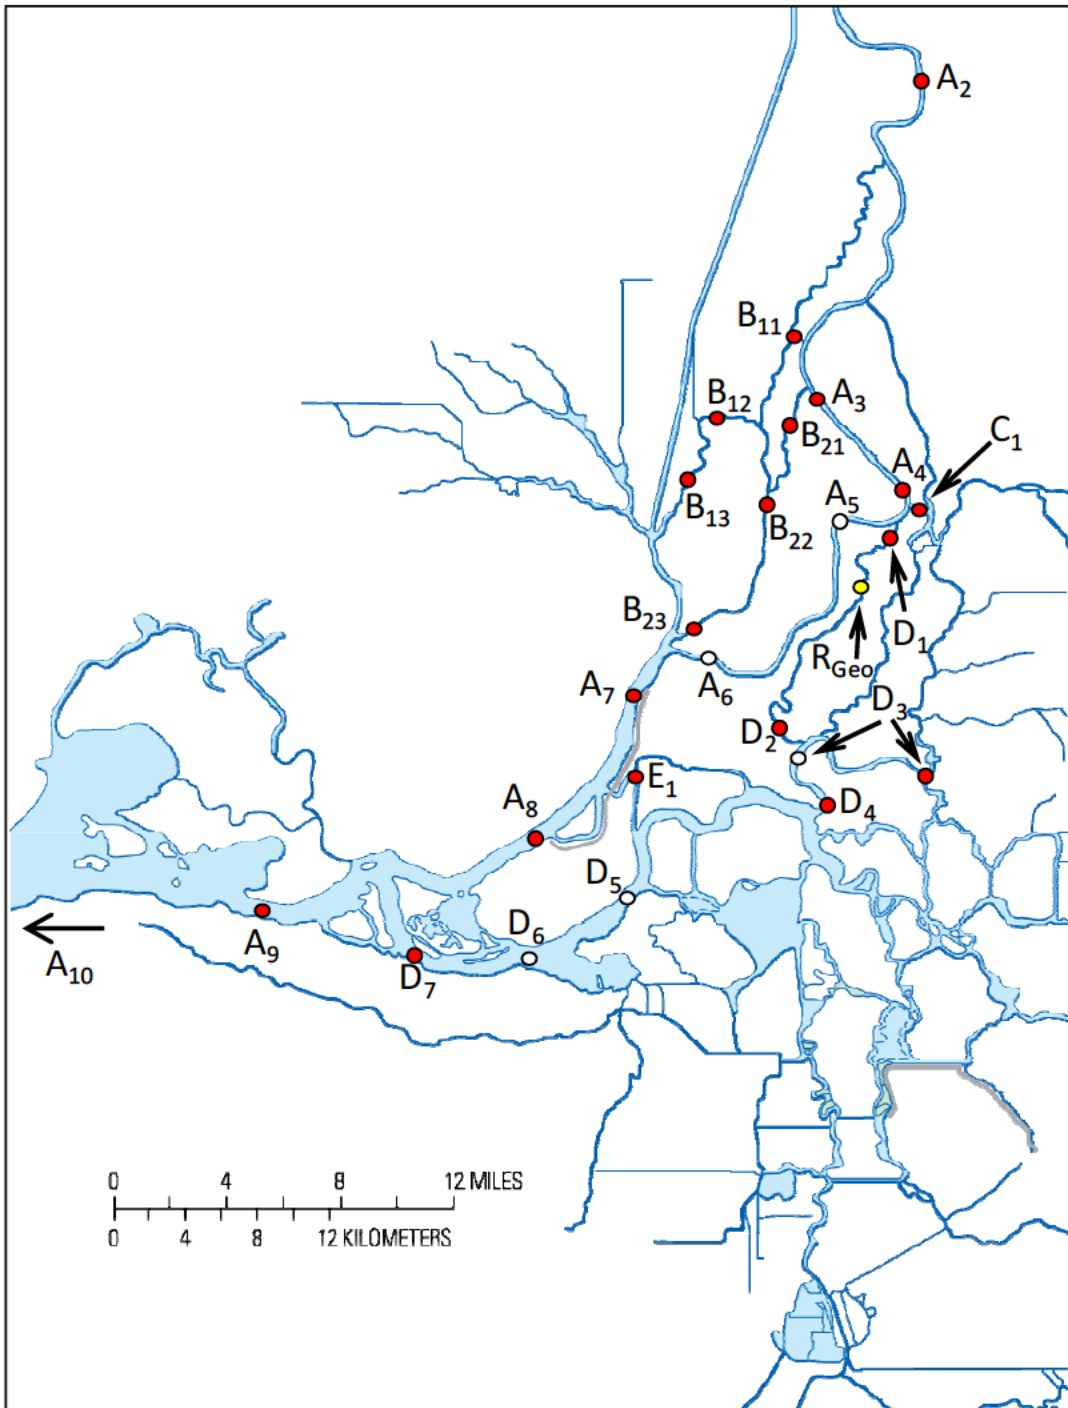 A2
B11
A3
B12
B21
C1
A4
A5
B13
B22
B23
D1
RGeo
A6
A7
D3
D2
E1
A8
D4
D5
A9
D6
A10
D7
0 4 8 12 MILES
0 4 8 12 KILOMETERS